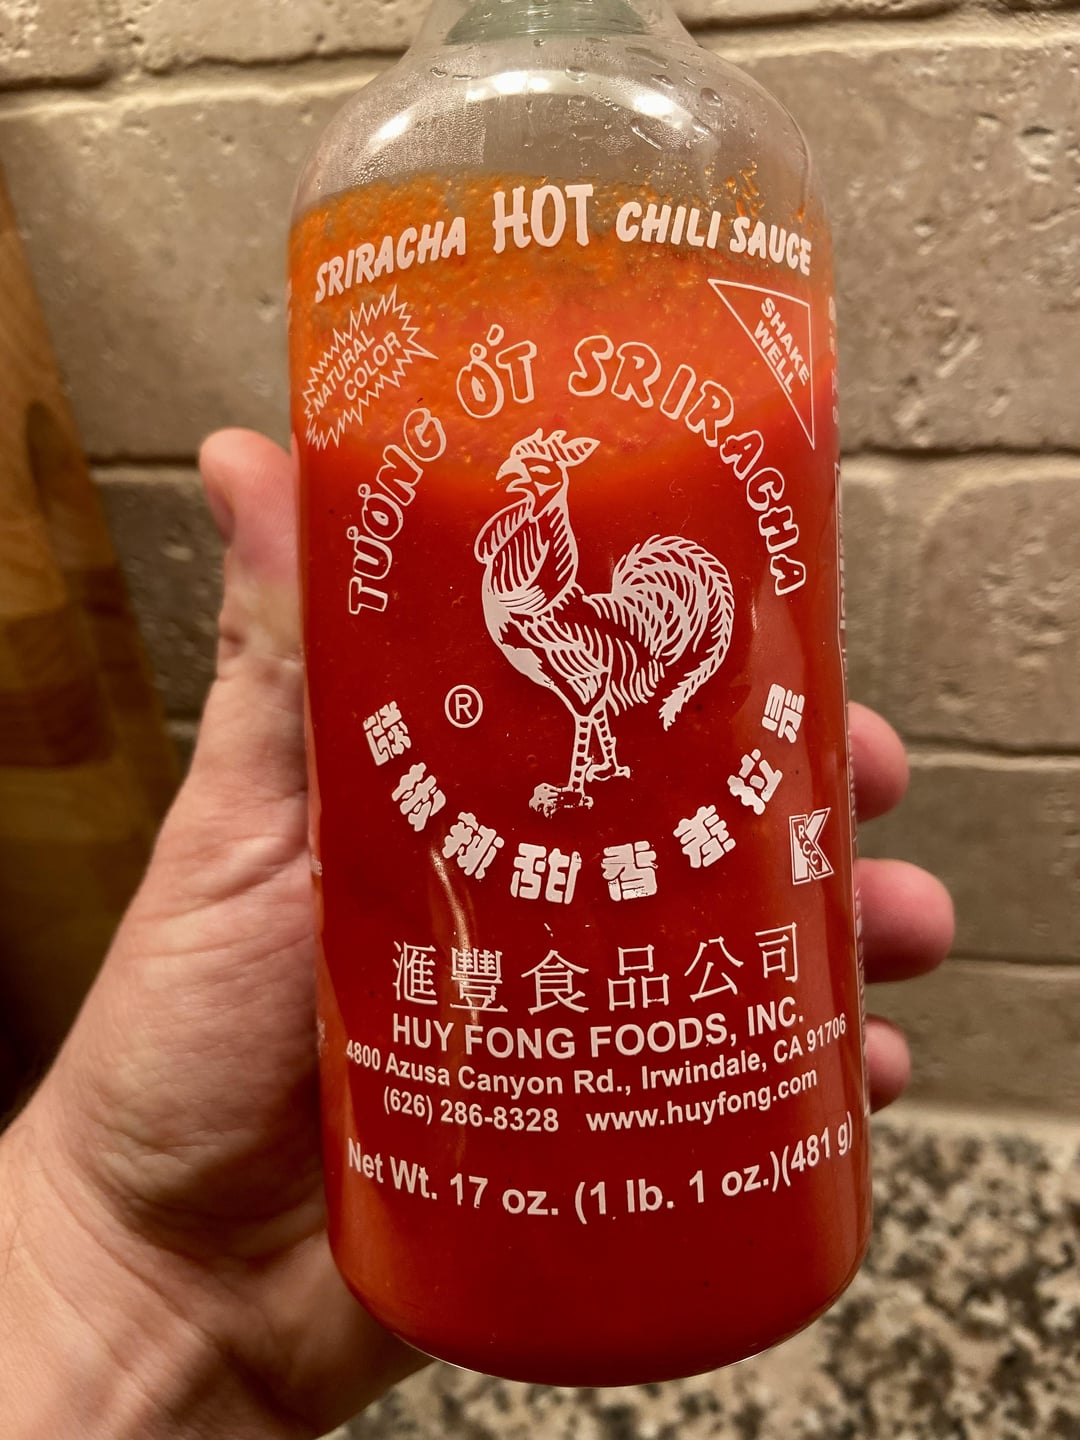 SRIRACHA HOT CHILI SAUCE
NATURAL
COLOR
SHAKE
WELL
TƯƠNG ỚT SRIRACHA
®
是拉差香甜辣椒醬
K
RCC
滙豐食品公司
HUY FONG FOODS, INC.
4800 Azusa Canyon Rd., Irwindale, CA 91706
(626) 286-8328 www.huyfong.com
Net Wt. 17 oz. (1 lb. 1 oz.)(481 g)